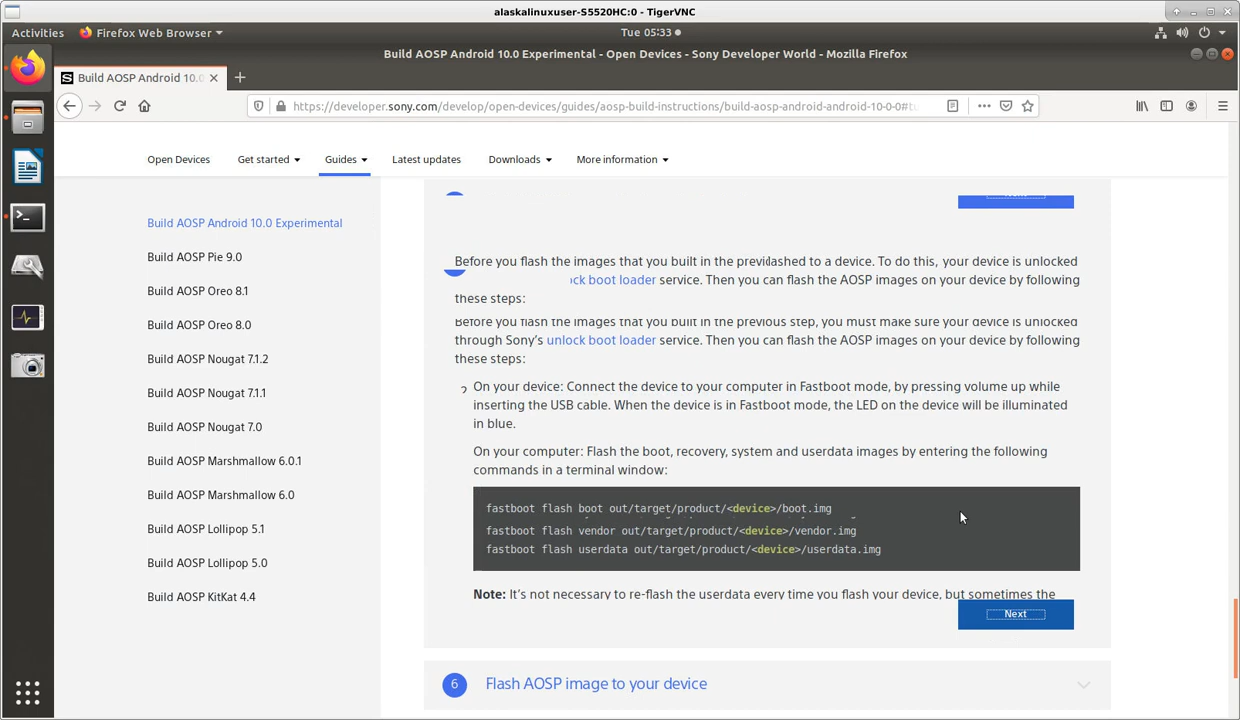 alaskalinuxuser-S5520HC:0 - TigerVNC
Activities Firefox Web Browser Tue 05:33
Build AOSP Android 10.0 Experimental - Open Devices - Sony Developer World - Mozilla Firefox
Build AOSP Android 10.0
https://developer.sony.com/develop/open-devices/guides/aosp-build-instructions/build-aosp-android-android-10-0-0#tu
Open Devices Get started Guides Latest updates Downloads More information
Build AOSP Android 10.0 Experimental
Build AOSP Pie 9.0
Build AOSP Oreo 8.1
Build AOSP Oreo 8.0
Build AOSP Nougat 7.1.2
Build AOSP Nougat 7.1.1
Build AOSP Nougat 7.0
Build AOSP Marshmallow 6.0.1
Build AOSP Marshmallow 6.0
Build AOSP Lollipop 5.1
Build AOSP Lollipop 5.0
Build AOSP KitKat 4.4
Before you flash the images that you built in the previlashed to a device. To do this, your device is unlocked
ock boot loader service. Then you can flash the AOSP images on your device by following
these steps:
Before you flash the images that you built in the previous step, you must make sure your device is unlocked
through Sony's unlock boot loader service. Then you can flash the AOSP images on your device by following
these steps:
On your device: Connect the device to your computer in Fastboot mode, by pressing volume up while
inserting the USB cable. When the device is in Fastboot mode, the LED on the device will be illuminated
in blue.
On your computer: Flash the boot, recovery, system and userdata images by entering the following
commands in a terminal window:
fastboot flash boot out/target/product/<device>/boot.img
fastboot flash vendor out/target/product/<device>/vendor.img
fastboot flash userdata out/target/product/<device>/userdata.img
Note: It's not necessary to re-flash the userdata every time you flash your device, but sometimes the
Next
6 Flash AOSP image to your device